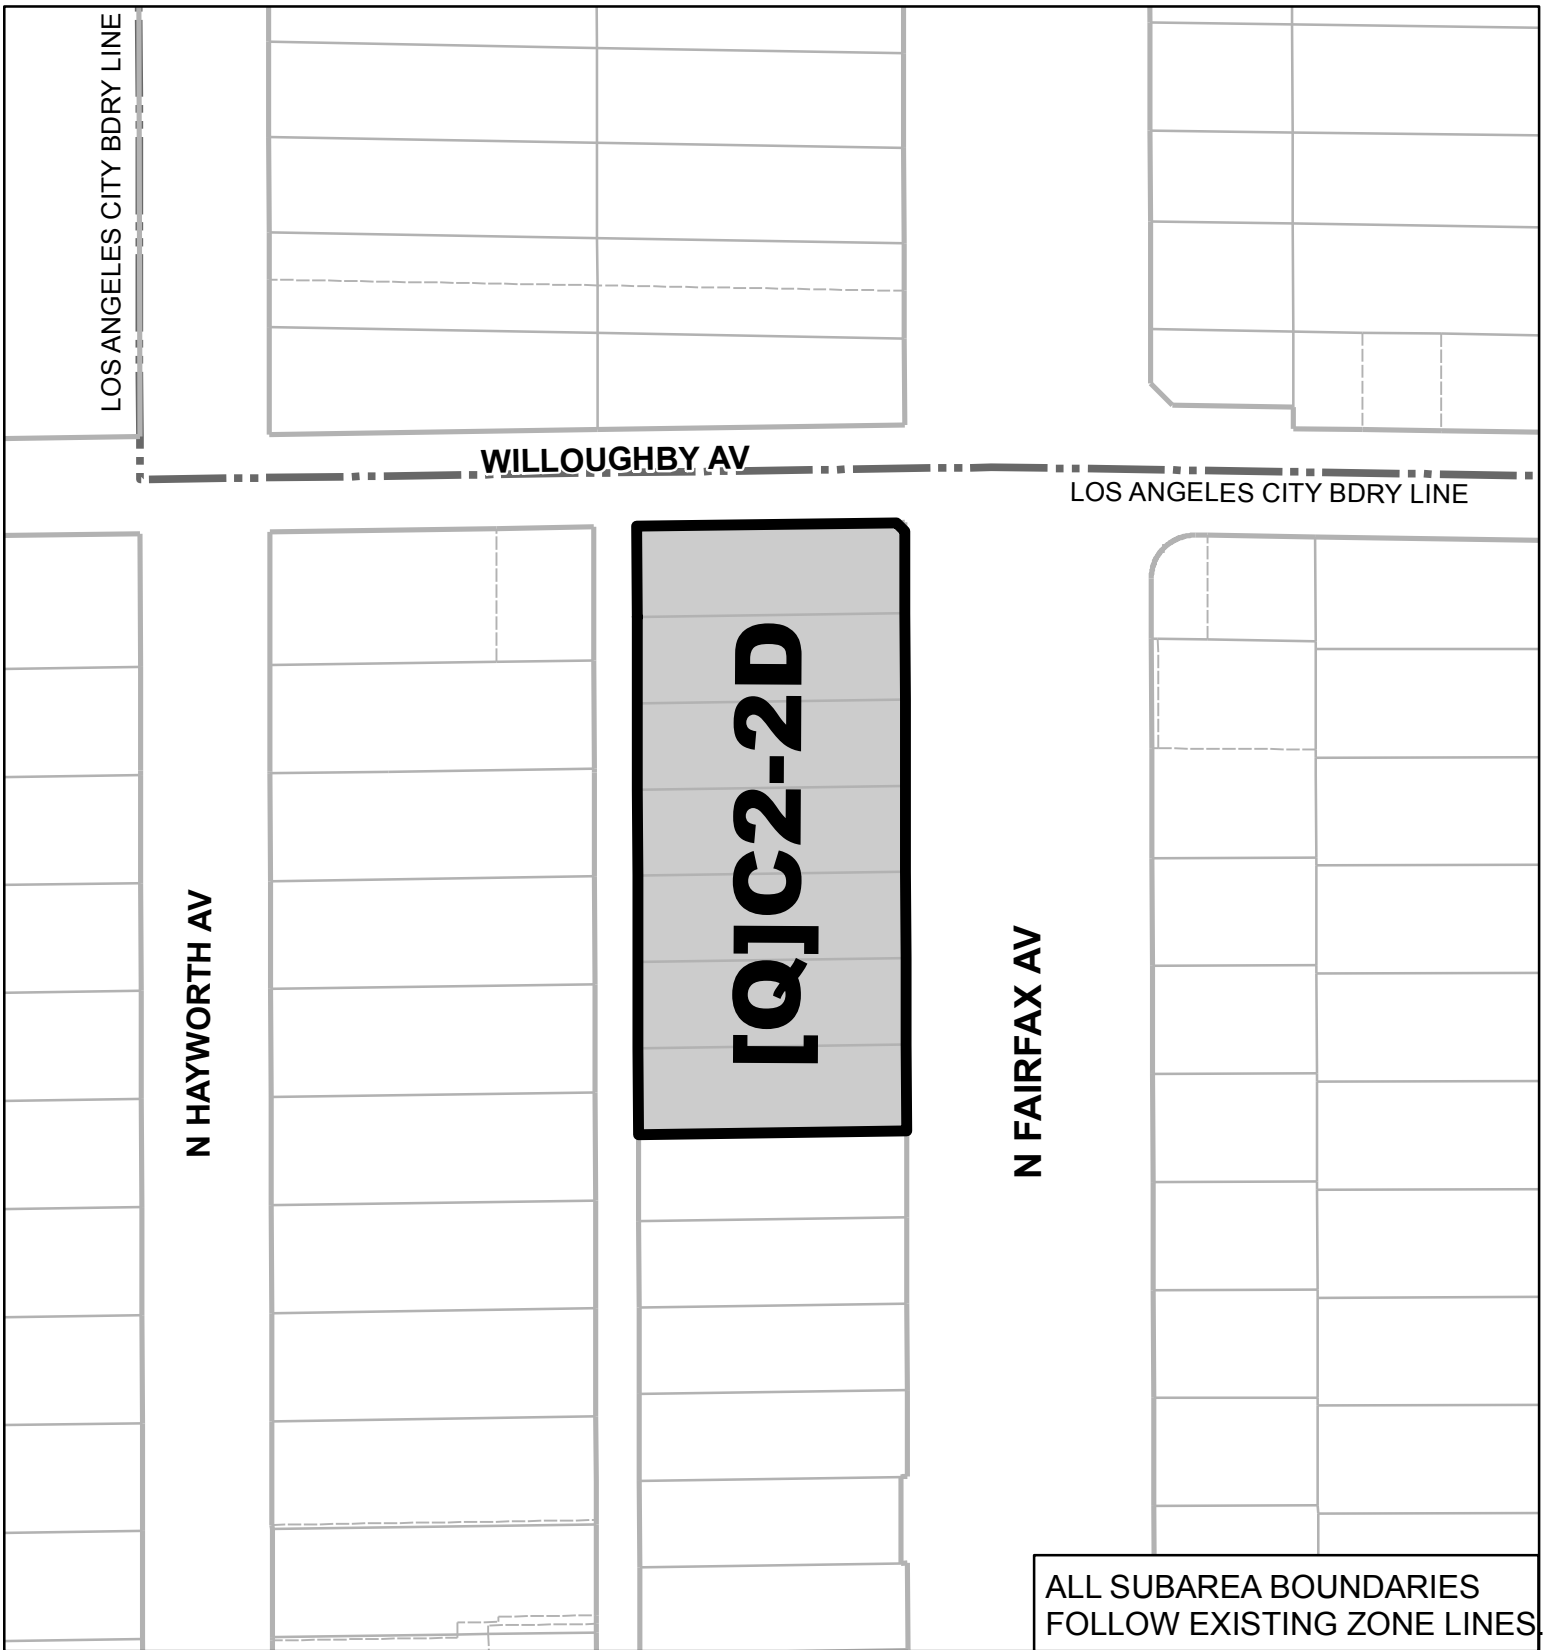 LOS ANGELES CITY BDRY LINE
WILLOUGHBY AV
LOS ANGELES CITY BDRY LINE
[Q]C2-2D
N HAYWORTH AV
N FAIRFAX AV
ALL SUBAREA BOUNDARIES
FOLLOW EXISTING ZONE LINES.